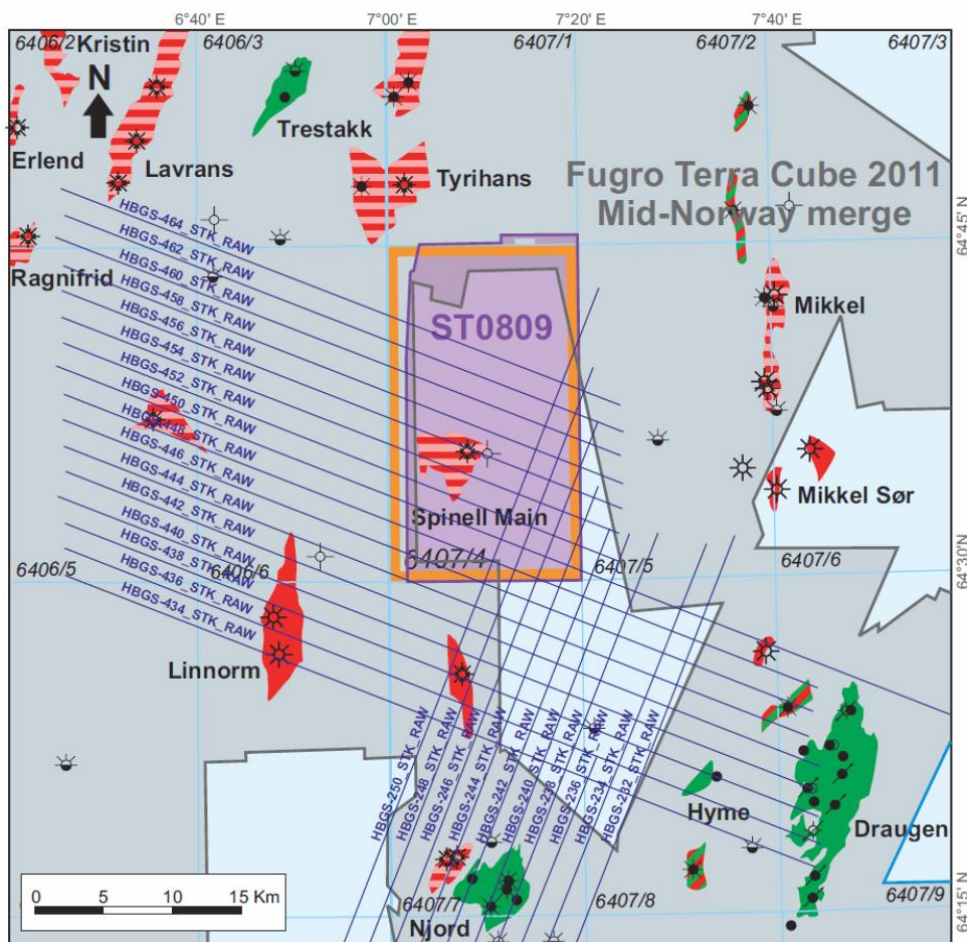 6°40' E
7°00' E
7°20' E
7°40' E
6406/2
Kristin
6406/3
6407/1
6407/2
6407/3
N
Trestakk
Erlend
Lavrans
Tyrihans
Fugro Terra Cube 2011
Mid-Norway merge
64°45' N
Ragnifrid
HBGS-464_STK_RAW
HBGS-462_STK_RAW
HBGS-460_STK_RAW
HBGS-458_STK_RAW
HBGS-456_STK_RAW
HBGS-454_STK_RAW
HBGS-452_STK_RAW
HBGS-450_STK_RAW
HBGS-448_STK_RAW
HBGS-446_STK_RAW
HBGS-444_STK_RAW
HBGS-442_STK_RAW
HBGS-440_STK_RAW
HBGS-438_STK_RAW
HBGS-436_STK_RAW
HBGS-434_STK_RAW
ST0809
Mikkel
Mikkel Sør
Spinell Main
6407/4
6406/5
6406/6
6407/5
6407/6
64°30' N
Linnorm
HBGS-250_STK_RAW
HBGS-248_STK_RAW
HBGS-246_STK_RAW
HBGS-244_STK_RAW
HBGS-242_STK_RAW
HBGS-240_STK_RAW
HBGS-238_STK_RAW
HBGS-236_STK_RAW
HBGS-234_STK_RAW
HBGS-232_STK_RAW
Hyme
Draugen
0 5 10 15 Km
6407/7
6407/8
6407/9
Njord
64°15' N